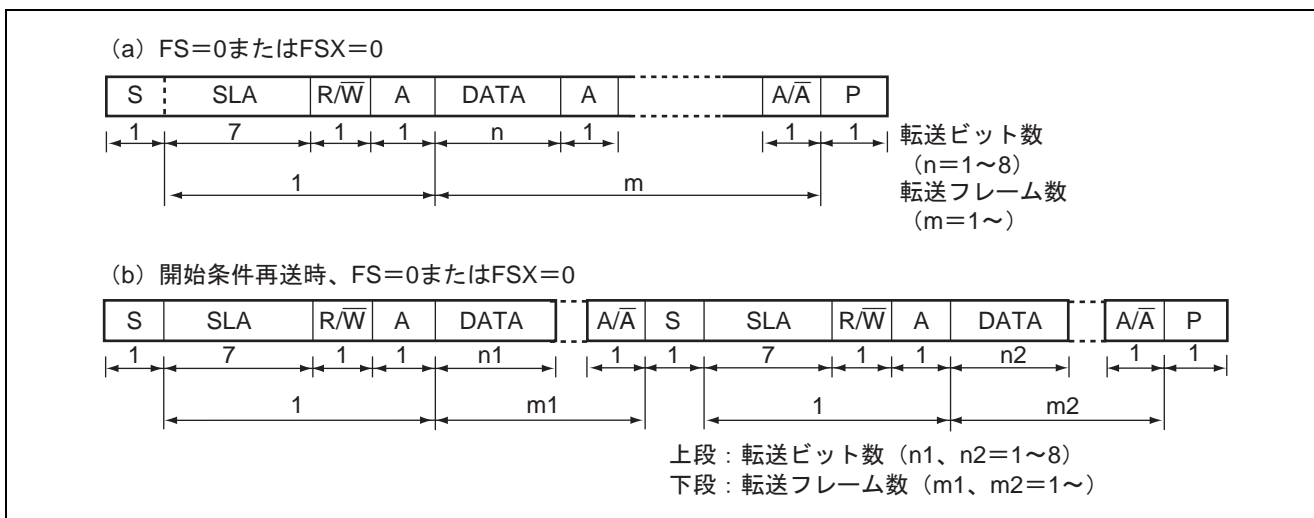 (a) FS＝0またはFSX＝0
S SLA R/W̅ A DATA A A/A̅ P
1 7 1 1 n 1 1 1 転送ビット数
（n＝1～8）
1 m 転送フレーム数
（m＝1～）
(b) 開始条件再送時、FS＝0またはFSX＝0
S SLA R/W̅ A DATA A/A̅ S SLA R/W̅ A DATA A/A̅ P
1 7 1 1 n1 1 1 7 1 1 n2 1 1
1 m1 1 m2
上段：転送ビット数（n1、n2＝1～8）
下段：転送フレーム数（m1、m2＝1～）